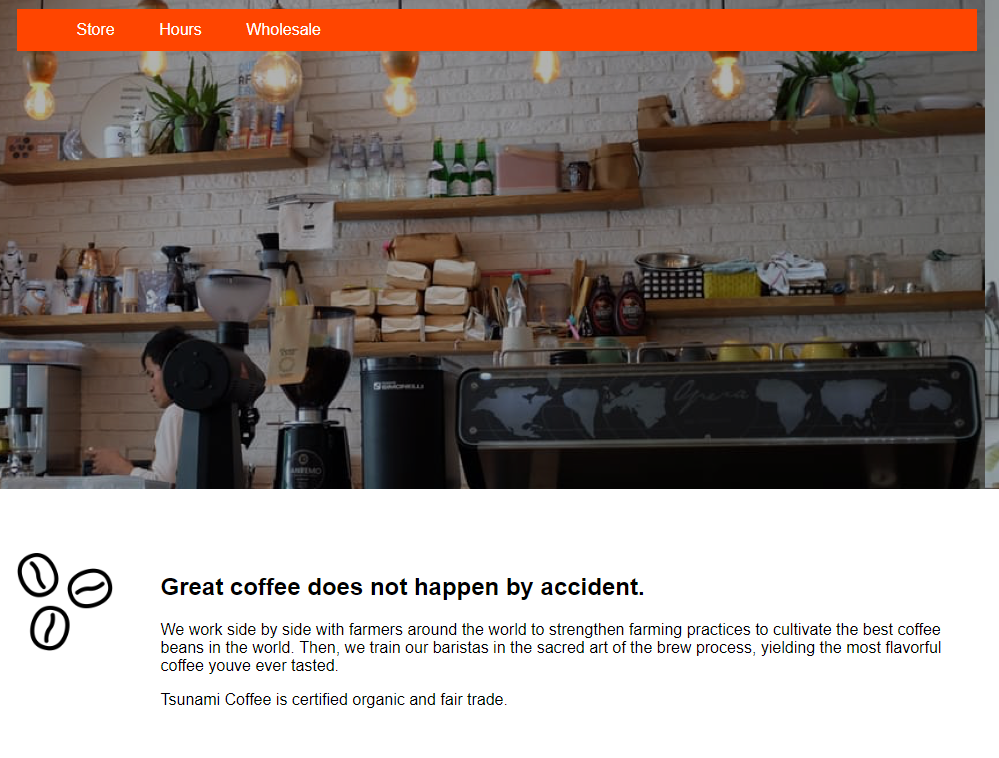 Store Hours Wholesale
Opera
SIMONELLI
Great coffee does not happen by accident.
We work side by side with farmers around the world to strengthen farming practices to cultivate the best coffee
beans in the world. Then, we train our baristas in the sacred art of the brew process, yielding the most flavorful
coffee youve ever tasted.
Tsunami Coffee is certified organic and fair trade.